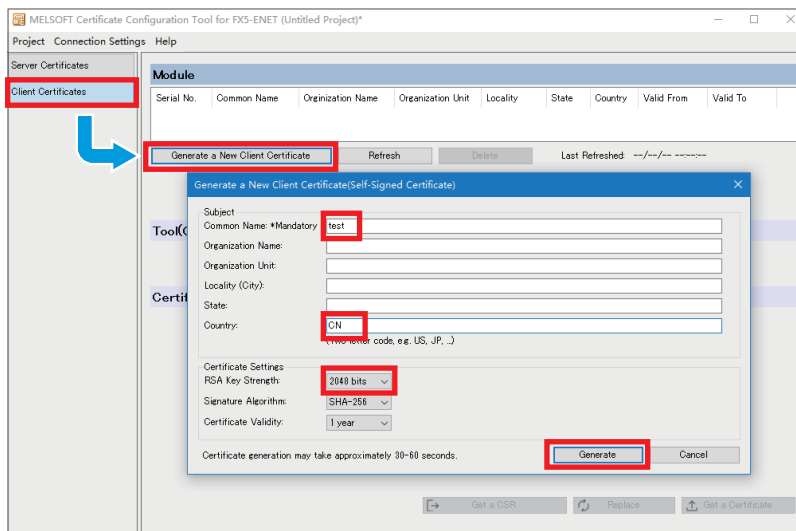 MELSOFT Certificate Configuration Tool for FX5-ENET (Untitled Project)*
Project Connection Settings Help
Server Certificates
Client Certificates
Module
Serial No. Common Name Orginization Name Organization Unit Locality State Country Valid From Valid To
Generate a New Client Certificate Refresh Delete Last Refreshed: --/--/-- --:--:--
Generate a New Client Certificate(Self-Signed Certificate)
Subject
Common Name: *Mandatory test
Tool(
Organization Name:
Organization Unit:
Locality (City):
Certif
State:
Country: CN
(Two letter code, e.g. US, JP, ..)
Certificate Settings
RSA Key Strength: 2048 bits
Signature Algorithm: SHA-256
Certificate Validity: 1 year
Certificate generation may take approximately 30-60 seconds. Generate Cancel
Get a CSR Replace Get a Certificate